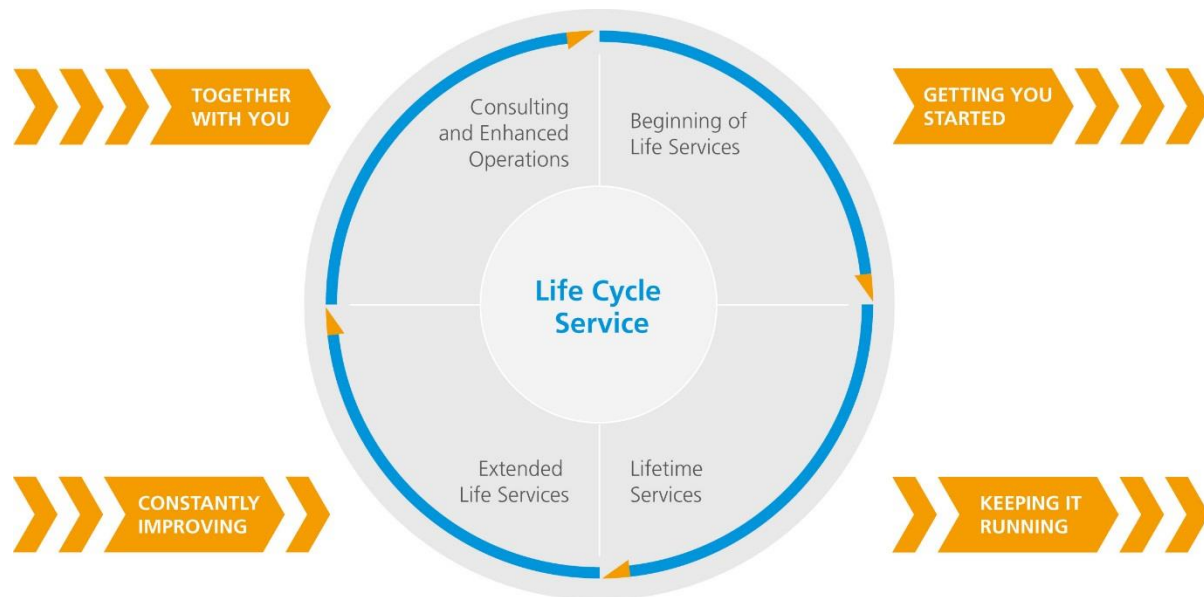 TOGETHER
WITH YOU
Consulting
and Enhanced
Operations
Beginning of
Life Services
GETTING YOU
STARTED
Life Cycle
Service
CONSTANTLY
IMPROVING
Extended
Life Services
Lifetime
Services
KEEPING IT
RUNNING